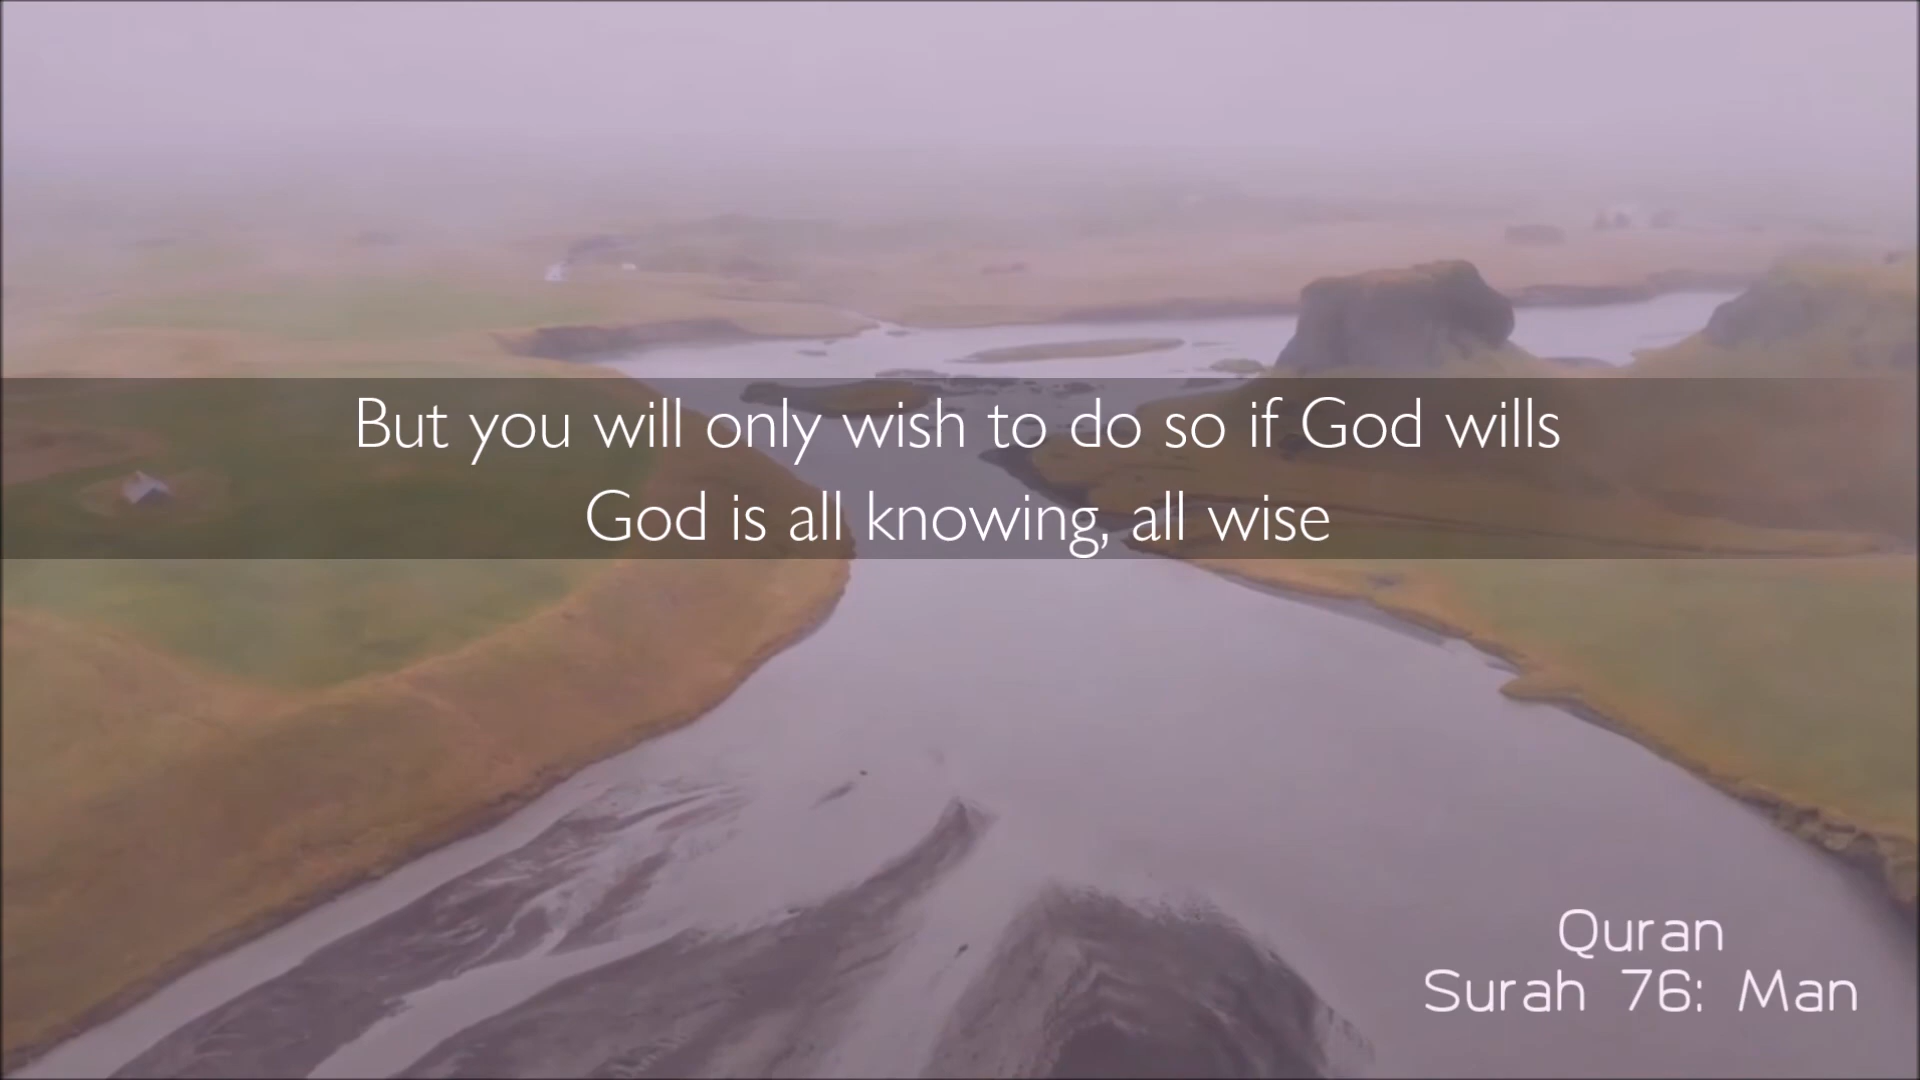 But you will only wish to do so if God wills
God is all knowing, all wise
Quran
Surah 76: Man